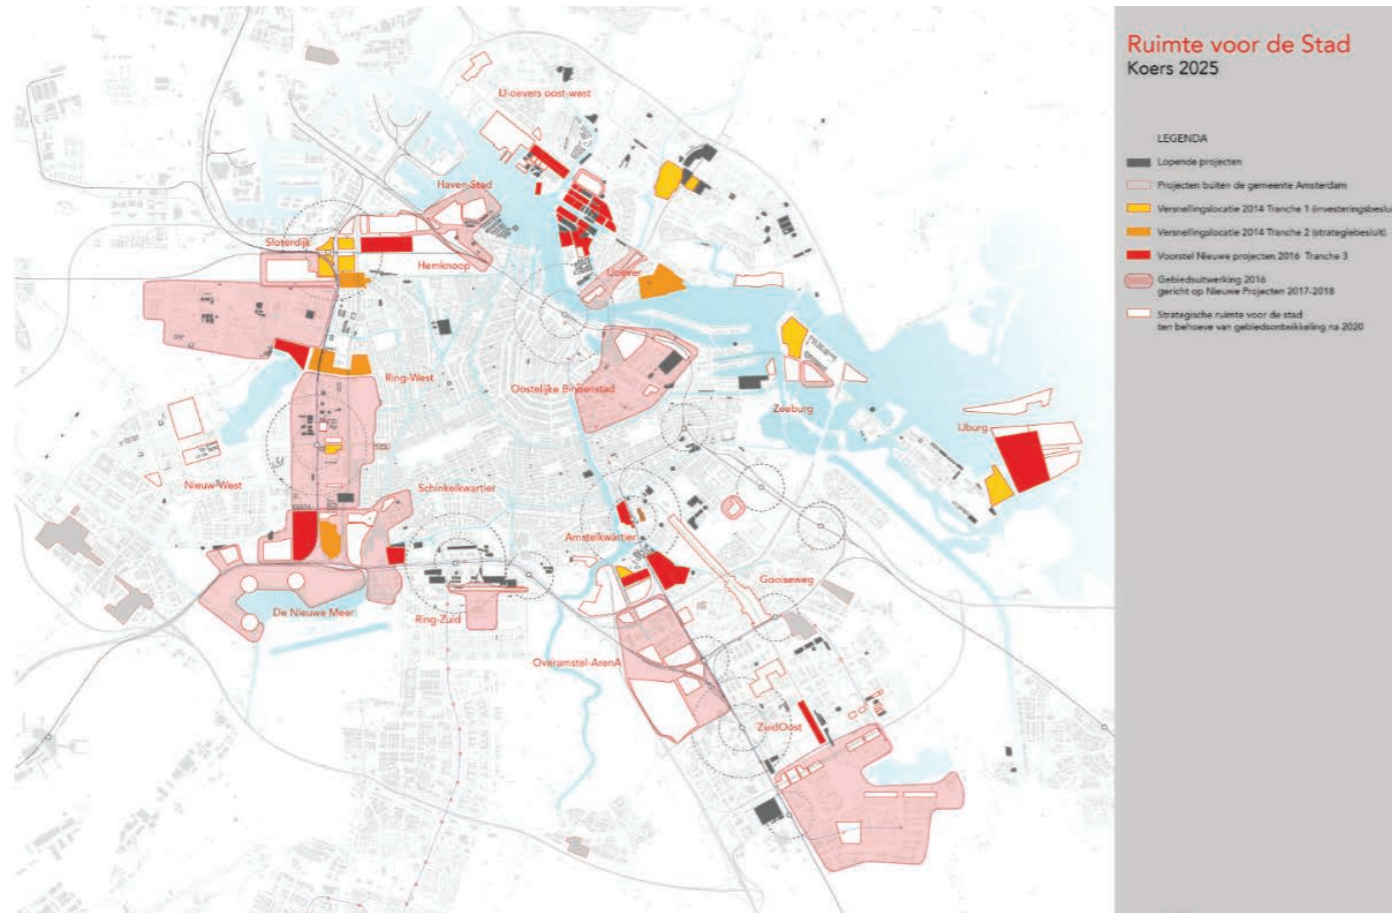 Ruimte voor de Stad
Koers 2025
LEGENDA
Lopende projecten
Projecten buiten de gemeente Amsterdam
Versnellingslocatie 2014 Tranche 1 (investeringsbeslui
Versnellingslocatie 2014 Tranche 2 (strategiebesluit)
Voorstel Nieuwe projecten 2016 Tranche 3
Gebiedsuitwerking 2016
gericht op Nieuwe Projecten 2017-2018
Strategische ruimte voor de stad
ten behoeve van gebiedsontwikkeling na 2020
IJ-oevers oost-west
Haven-Stad
Sloterdijk
Hemknoop
IJoever
Ring-West
Oostelijke Binnenstad
Zeeburg
IJburg
Nieuw-West
Schinkelkwartier
Amstelkwartier
Gooiseweg
De Nieuwe Meer
Ring-Zuid
Overamstel-ArenA
ZuidOost